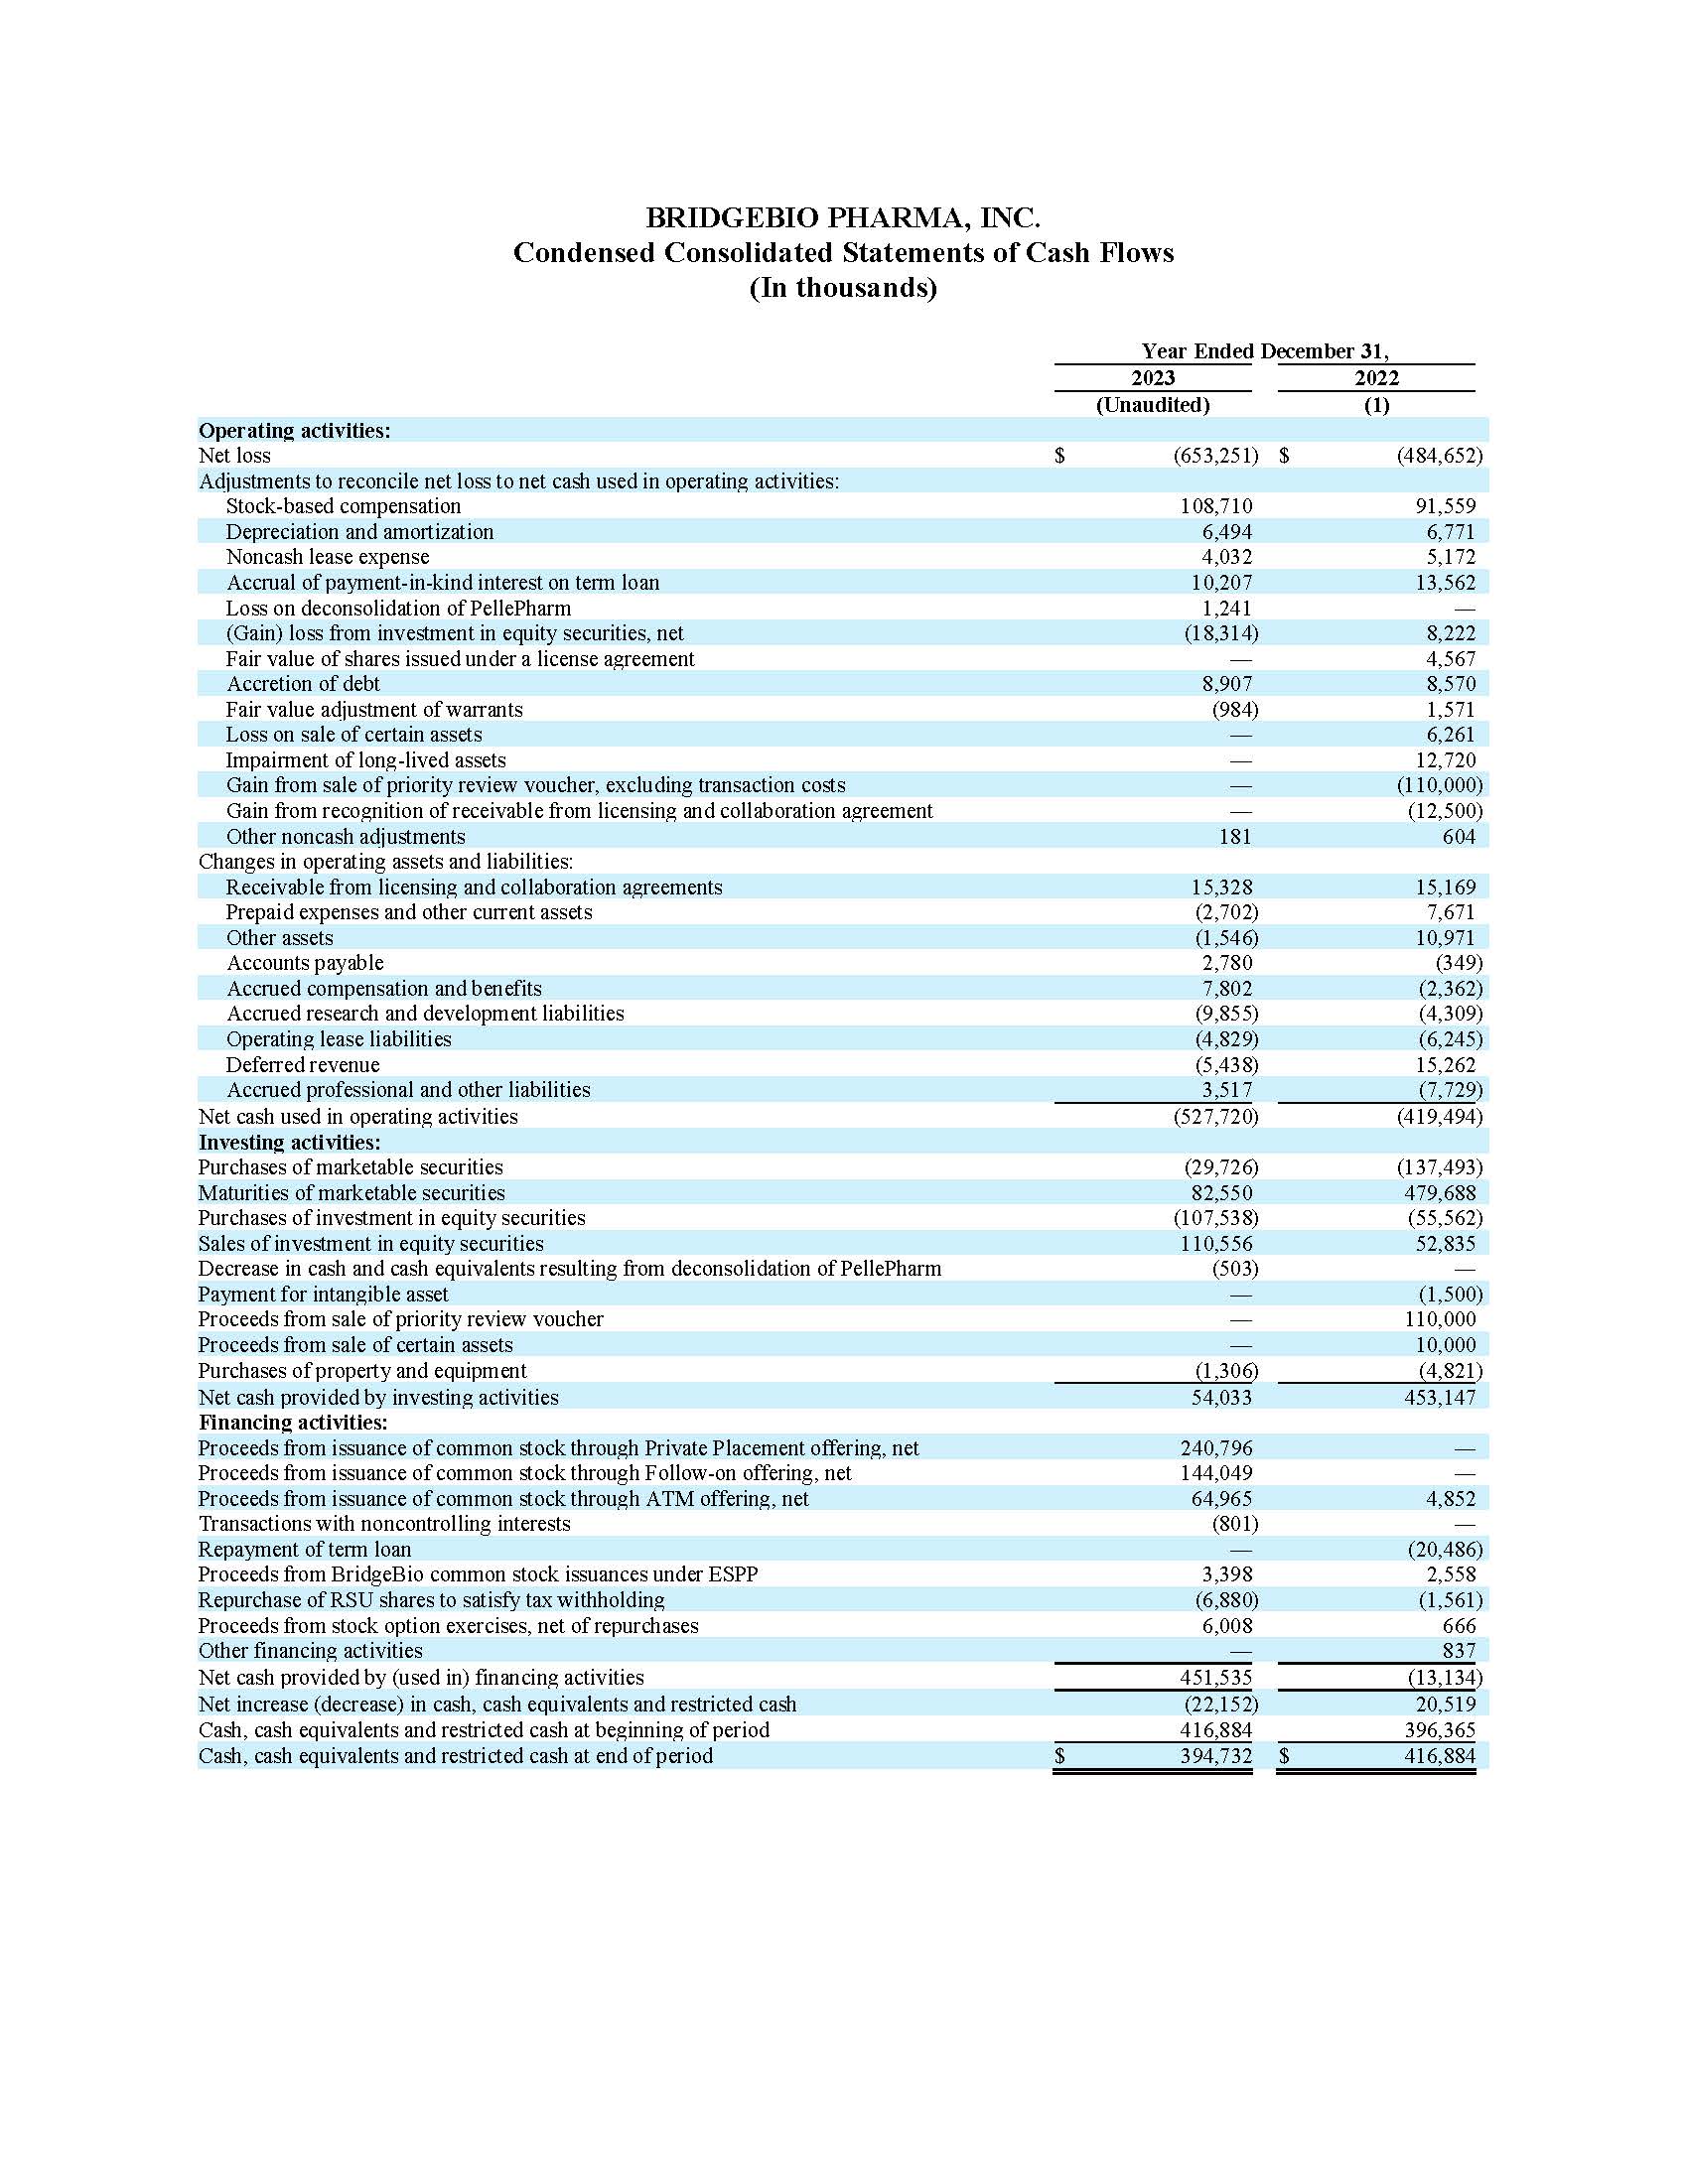 BRIDGEBIO PHARMA, INC.
Condensed Consolidated Statements of Cash Flows
(In thousands)
Year Ended December 31,
2023 2022
(Unaudited) (1)
Operating activities:
Net loss $ (653,251) $ (484,652)
Adjustments to reconcile net loss to net cash used in operating activities:
Stock-based compensation 108,710 91,559
Depreciation and amortization 6,494 6,771
Noncash lease expense 4,032 5,172
Accrual of payment-in-kind interest on term loan 10,207 13,562
Loss on deconsolidation of PellePharm 1,241 —
(Gain) loss from investment in equity securities, net (18,314) 8,222
Fair value of shares issued under a license agreement — 4,567
Accretion of debt 8,907 8,570
Fair value adjustment of warrants (984) 1,571
Loss on sale of certain assets — 6,261
Impairment of long-lived assets — 12,720
Gain from sale of priority review voucher, excluding transaction costs — (110,000)
Gain from recognition of receivable from licensing and collaboration agreement — (12,500)
Other noncash adjustments 181 604
Changes in operating assets and liabilities:
Receivable from licensing and collaboration agreements 15,328 15,169
Prepaid expenses and other current assets (2,702) 7,671
Other assets (1,546) 10,971
Accounts payable 2,780 (349)
Accrued compensation and benefits 7,802 (2,362)
Accrued research and development liabilities (9,855) (4,309)
Operating lease liabilities (4,829) (6,245)
Deferred revenue (5,438) 15,262
Accrued professional and other liabilities 3,517 (7,729)
Net cash used in operating activities (527,720) (419,494)
Investing activities:
Purchases of marketable securities (29,726) (137,493)
Maturities of marketable securities 82,550 479,688
Purchases of investment in equity securities (107,538) (55,562)
Sales of investment in equity securities 110,556 52,835
Decrease in cash and cash equivalents resulting from deconsolidation of PellePharm (503) —
Payment for intangible asset — (1,500)
Proceeds from sale of priority review voucher — 110,000
Proceeds from sale of certain assets — 10,000
Purchases of property and equipment (1,306) (4,821)
Net cash provided by investing activities 54,033 453,147
Financing activities:
Proceeds from issuance of common stock through Private Placement offering, net 240,796 —
Proceeds from issuance of common stock through Follow-on offering, net 144,049 —
Proceeds from issuance of common stock through ATM offering, net 64,965 4,852
Transactions with noncontrolling interests (801) —
Repayment of term loan — (20,486)
Proceeds from BridgeBio common stock issuances under ESPP 3,398 2,558
Repurchase of RSU shares to satisfy tax withholding (6,880) (1,561)
Proceeds from stock option exercises, net of repurchases 6,008 666
Other financing activities — 837
Net cash provided by (used in) financing activities 451,535 (13,134)
Net increase (decrease) in cash, cash equivalents and restricted cash (22,152) 20,519
Cash, cash equivalents and restricted cash at beginning of period 416,884 396,365
Cash, cash equivalents and restricted cash at end of period $ 394,732 $ 416,884